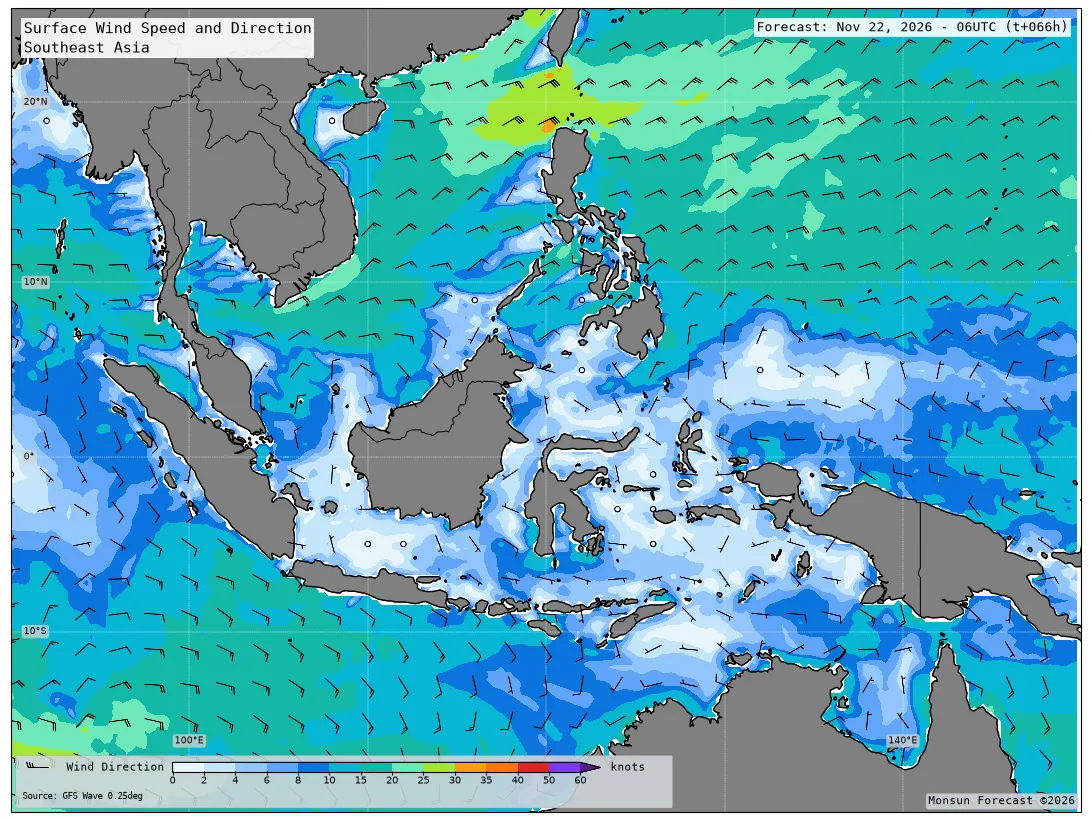 Surface Wind Speed and Direction
Southeast Asia
Forecast: Nov 22, 2026 - 06UTC (t+066h)
20°N
10°N
0°
10°S
100°E
140°E
Wind Direction
0 2 4 6 8 10 15 20 25 30 35 40 50 60
knots
Source: GFS Wave 0.25deg
Monsun Forecast ©2026